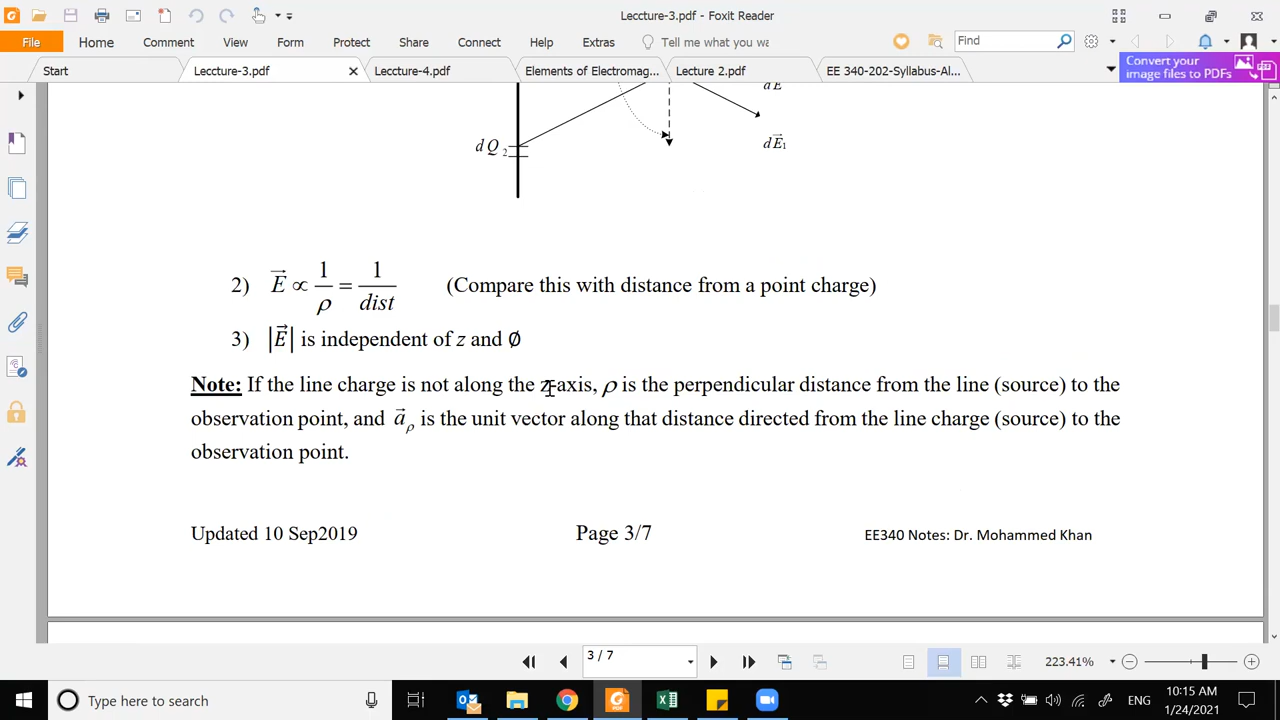 Leccture-3.pdf - Foxit Reader
File Home Comment View Form Protect Share Connect Help Extras Tell me what you wa Find
Start Leccture-3.pdf Leccture-4.pdf Elements of Electromag... Lecture 2.pdf EE 340-202-Syllabus-Al... Convert your
image files to PDFs
dE
dQ2 dE⃗1
2) E⃗ ∝ 1/ρ = 1/dist (Compare this with distance from a point charge)
3) |E⃗| is independent of z and Ø
Note: If the line charge is not along the z-axis, ρ is the perpendicular distance from the line (source) to the
observation point, and a⃗ρ is the unit vector along that distance directed from the line charge (source) to the
observation point.
Updated 10 Sep2019 Page 3/7 EE340 Notes: Dr. Mohammed Khan
3 / 7 223.41%
Type here to search ENG 10:15 AM
1/24/2021